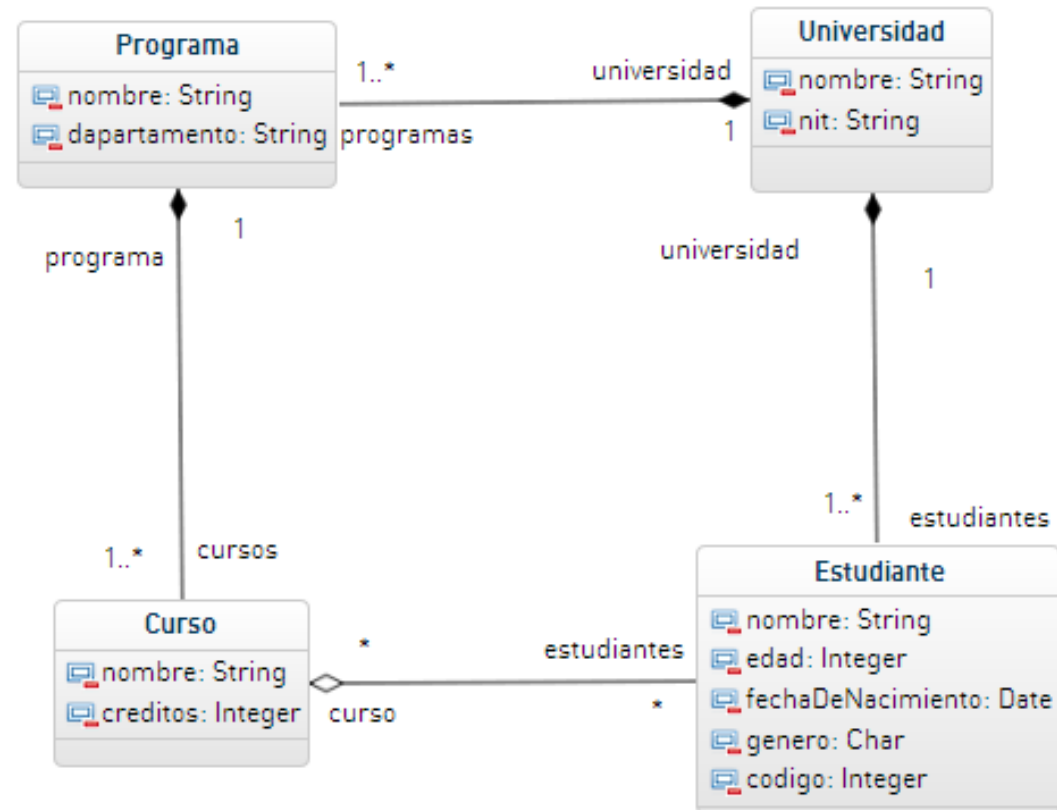 Programa
nombre: String
dapartamento: String
1..*
programas
universidad
1
Universidad
nombre: String
nit: String
1
programa
universidad
1
1..*
cursos
1..*
estudiantes
Curso
nombre: String
creditos: Integer
*
curso
estudiantes
*
Estudiante
nombre: String
edad: Integer
fechaDeNacimiento: Date
genero: Char
codigo: Integer